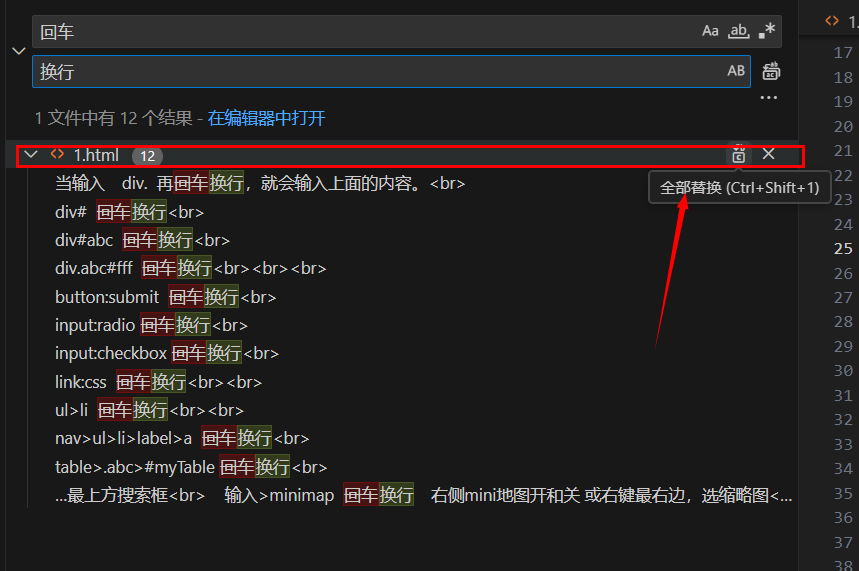 回车 Aa ab *
换行 AB
1 文件中有 12 个结果 - 在编辑器中打开
1.html 12
全部替换 (Ctrl+Shift+1)
当输入 div. 再回车换行，就会输入上面的内容。<br>
div# 回车换行<br>
div#abc 回车换行<br>
div.abc#fff 回车换行<br><br><br>
button:submit 回车换行<br>
input:radio 回车换行<br>
input:checkbox 回车换行<br>
link:css 回车换行<br><br>
ul>li 回车换行<br><br>
nav>ul>li>label>a 回车换行<br>
table>.abc>#myTable 回车换行<br>
...最上方搜索框<br> 输入>minimap 回车换行 右侧mini地图开和关 或右键最右边，选缩略图<...
<> 1.
17
18
19
20
21
22
23
24
25
26
27
28
29
30
31
32
33
34
35
36
37
38